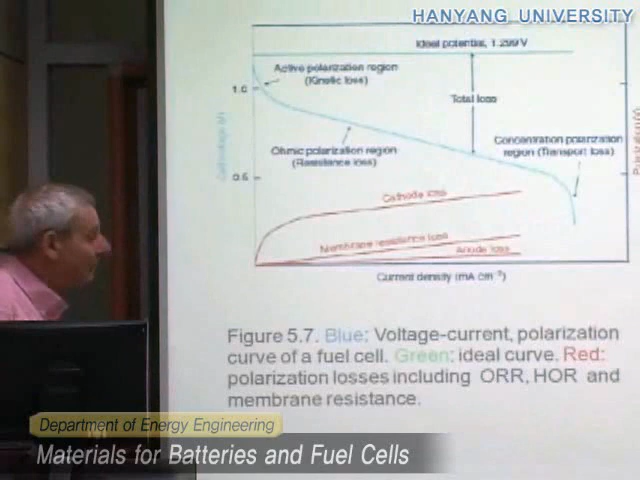 HANYANG UNIVERSITY
Ideal potential, 1.299 V
Active polarization region
(Kinetic loss)
1.0
Total loss
Concentration polarization
region (Transport loss)
Ohmic polarization region
(Resistance loss)
0.6
Cathode loss
Membrane resistance loss
Anode loss
Current density (mA cm⁻²)
Figure 5.7. Blue: Voltage-current, polarization
curve of a fuel cell. Green: ideal curve. Red:
polarization losses including ORR, HOR and
membrane resistance.
Department of Energy Engineering
Materials for Batteries and Fuel Cells